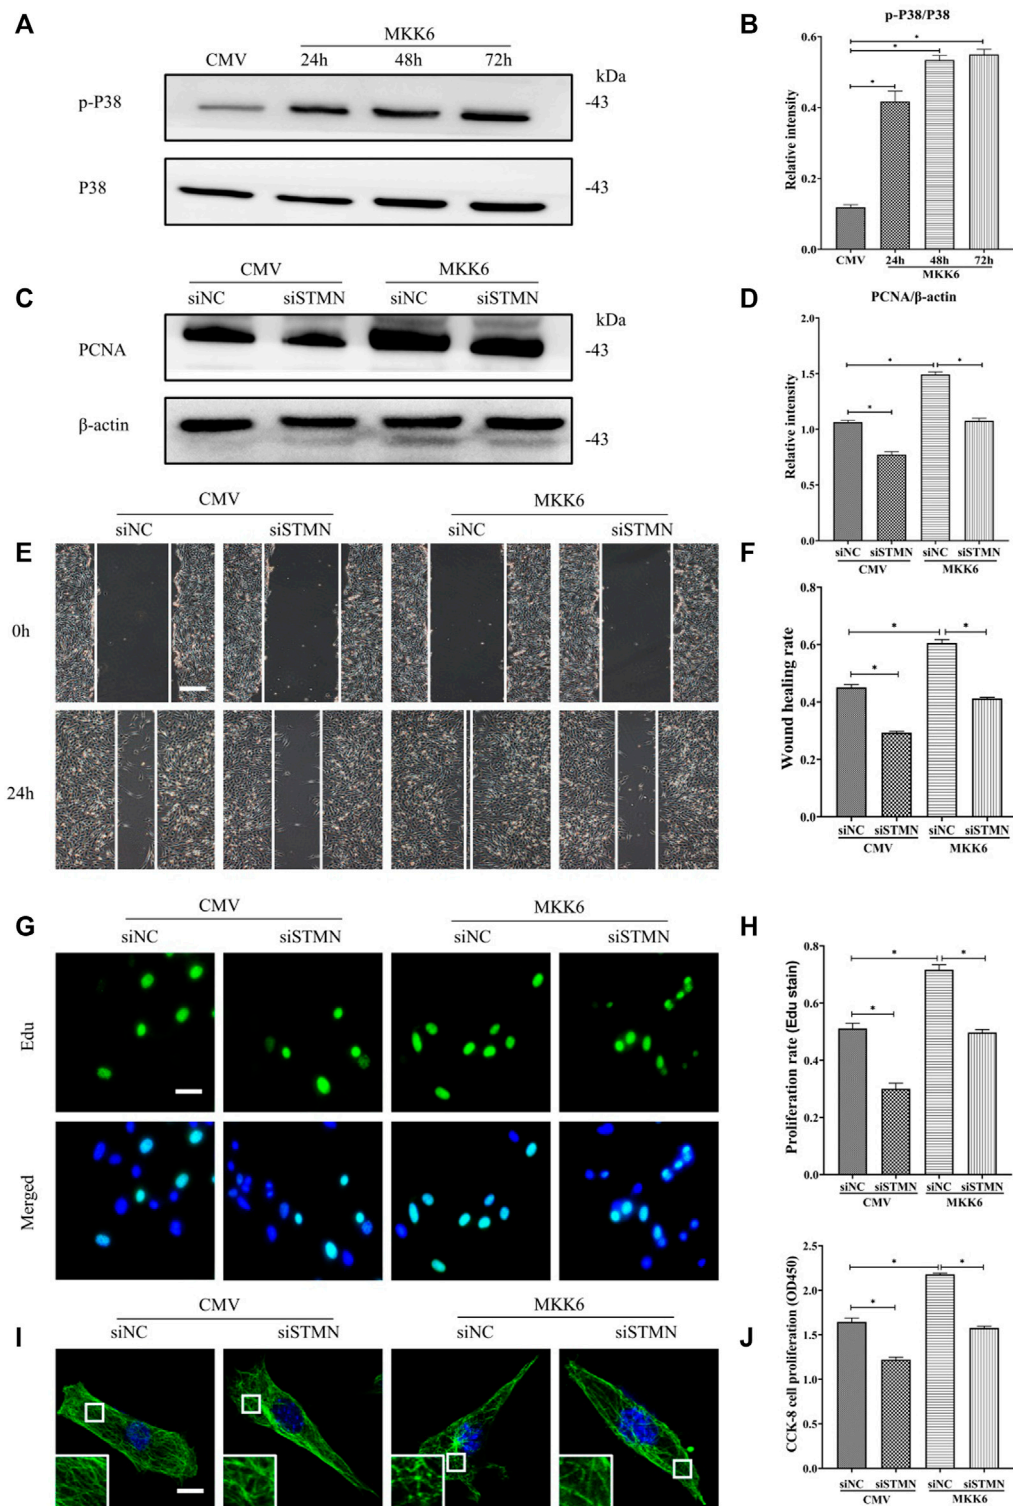 A
MKK6
CMV 24h 48h 72h
kDa
p-P38 -43
P38 -43
B
p-P38/P38
Relative intensity
0.6
0.4
0.2
0.0
*
*
*
CMV 24h 48h 72h
MKK6
C
CMV MKK6
siNC siSTMN siNC siSTMN
kDa
PCNA -43
β-actin -43
D
PCNA/β-actin
Relative intensity
2.0
1.5
1.0
0.5
0.0
* *
*
siNC siSTMN siNC siSTMN
CMV MKK6
E
CMV MKK6
siNC siSTMN siNC siSTMN
0h
24h
F
Wound healing rate
0.8
0.6
0.4
0.2
0.0
* *
*
siNC siSTMN siNC siSTMN
CMV MKK6
G
CMV MKK6
siNC siSTMN siNC siSTMN
Edu
Merged
H
Proliferation rate (Edu stain)
0.8
0.6
0.4
0.2
0.0
* *
*
siNC siSTMN siNC siSTMN
CMV MKK6
I
CMV MKK6
siNC siSTMN siNC siSTMN
J
CCK-8 cell proliferation (OD450)
2.5
2.0
1.5
1.0
0.5
0.0
* *
*
siNC siSTMN siNC siSTMN
CMV MKK6